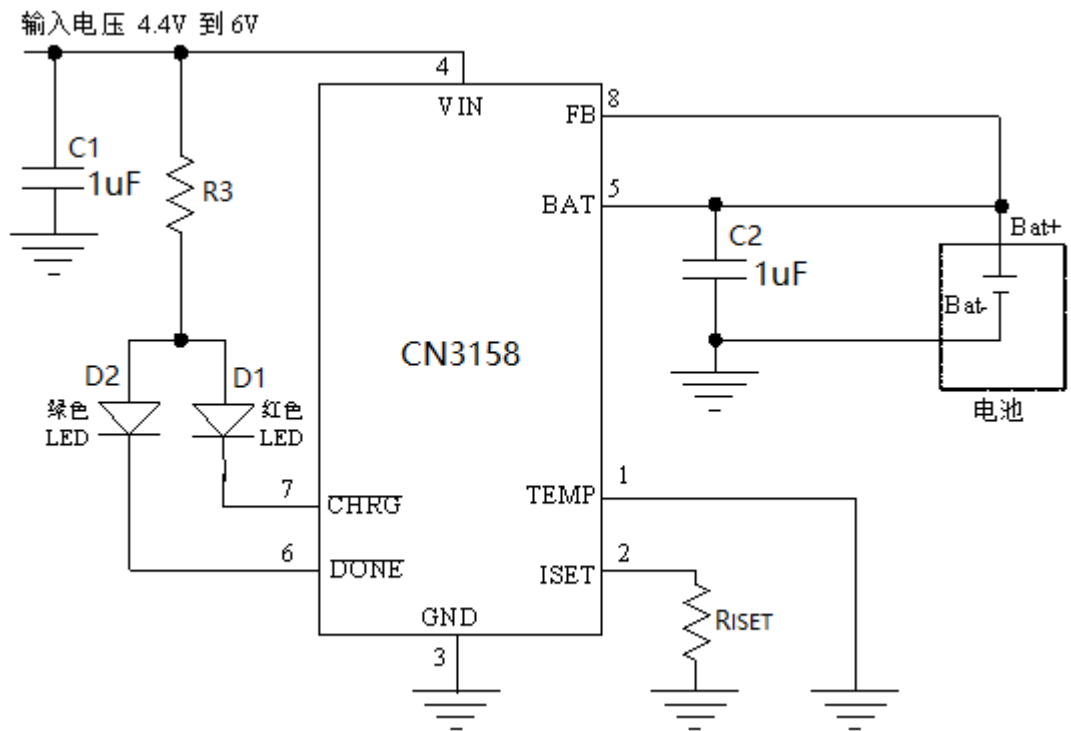 输入电压 4.4V 到 6V
4
VIN
8
FB
C1
1uF
R3
5
BAT
C2
1uF
Bat+
Bat-
电池
CN3158
D2
D1
绿色
LED
红色
LED
7
CHRG
6
DONE
1
TEMP
2
ISET
RISET
GND
3